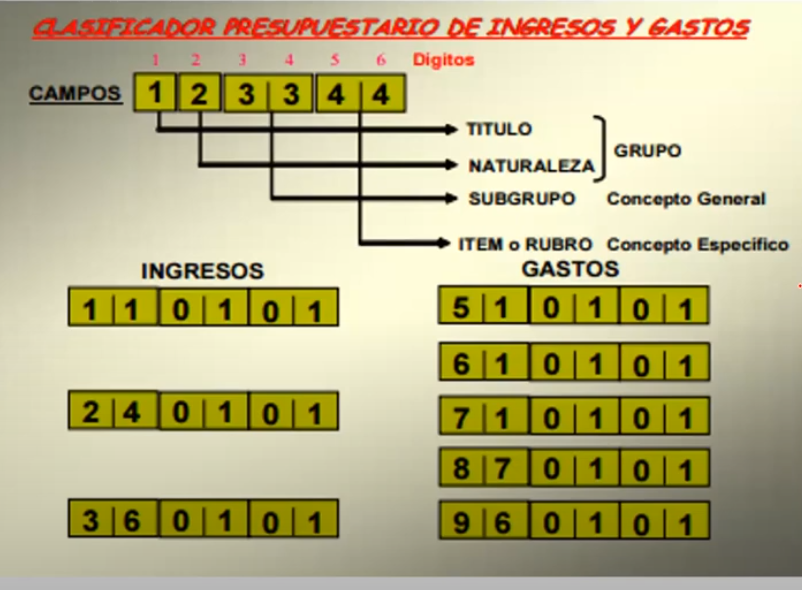 CLASIFICADOR PRESUPUESTARIO DE INGRESOS Y GASTOS
1 2 3 4 5 6 Dígitos
CAMPOS 1 2 3 3 4 4
TITULO
GRUPO
NATURALEZA
SUBGRUPO Concepto General
ITEM o RUBRO Concepto Específico
INGRESOS
1 1 0 1 0 1
2 4 0 1 0 1
3 6 0 1 0 1
GASTOS
5 1 0 1 0 1
6 1 0 1 0 1
7 1 0 1 0 1
8 7 0 1 0 1
9 6 0 1 0 1